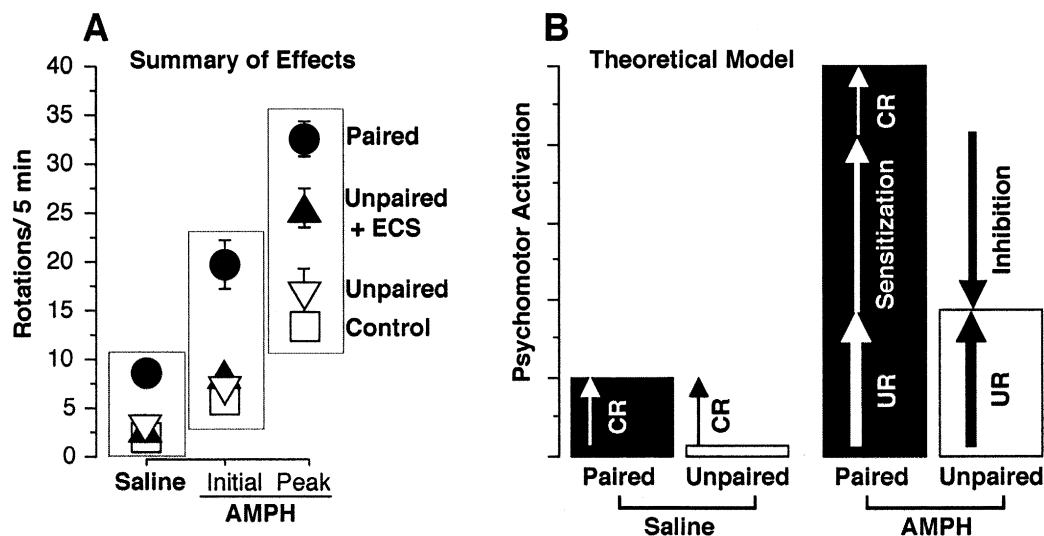 A
Summary of Effects
Rotations/ 5 min
40
35
30
25
20
15
10
5
0
Paired
Unpaired
+ ECS
Unpaired
Control
Saline
Initial
Peak
AMPH
B
Theoretical Model
Psychomotor Activation
CR
CR
CR
Sensitization
UR
Inhibition
UR
Paired
Unpaired
Paired
Unpaired
Saline
AMPH